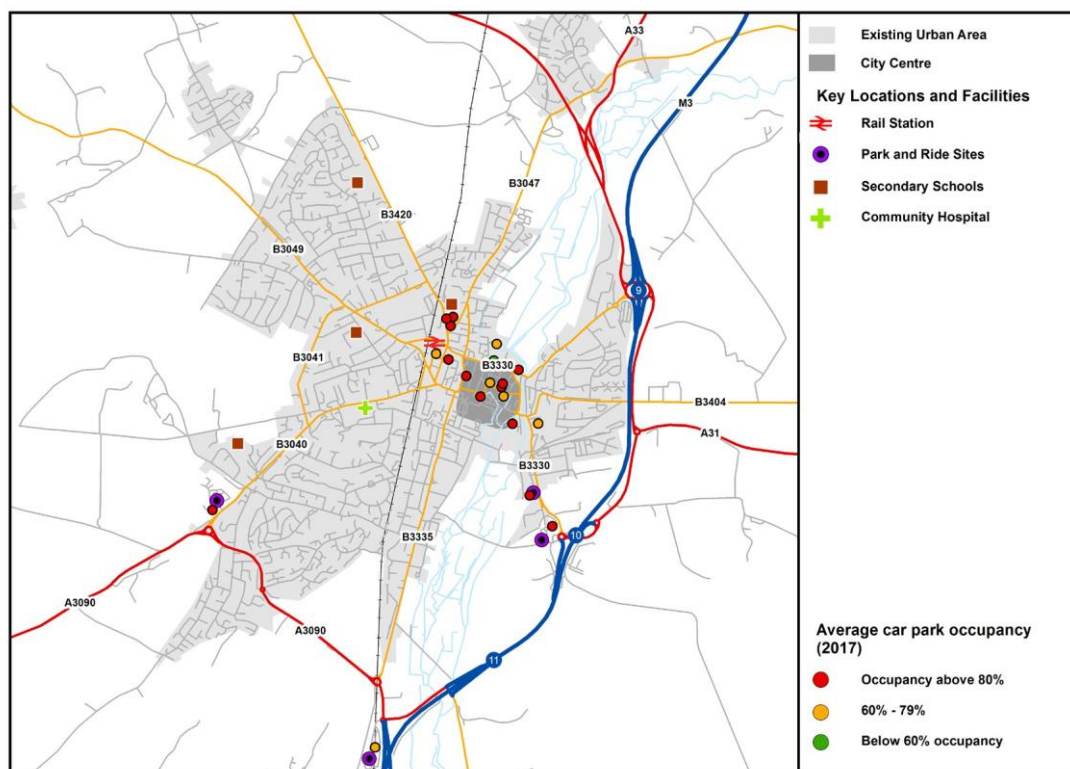 A33
M3
B3047
B3420
B3049
9
B3041
B3330
B3404
A31
B3040
B3330
B3335
10
A3090
A3090
11
Existing Urban Area
City Centre
Key Locations and Facilities
Rail Station
Park and Ride Sites
Secondary Schools
Community Hospital
Average car park occupancy
(2017)
Occupancy above 80%
60% - 79%
Below 60% occupancy